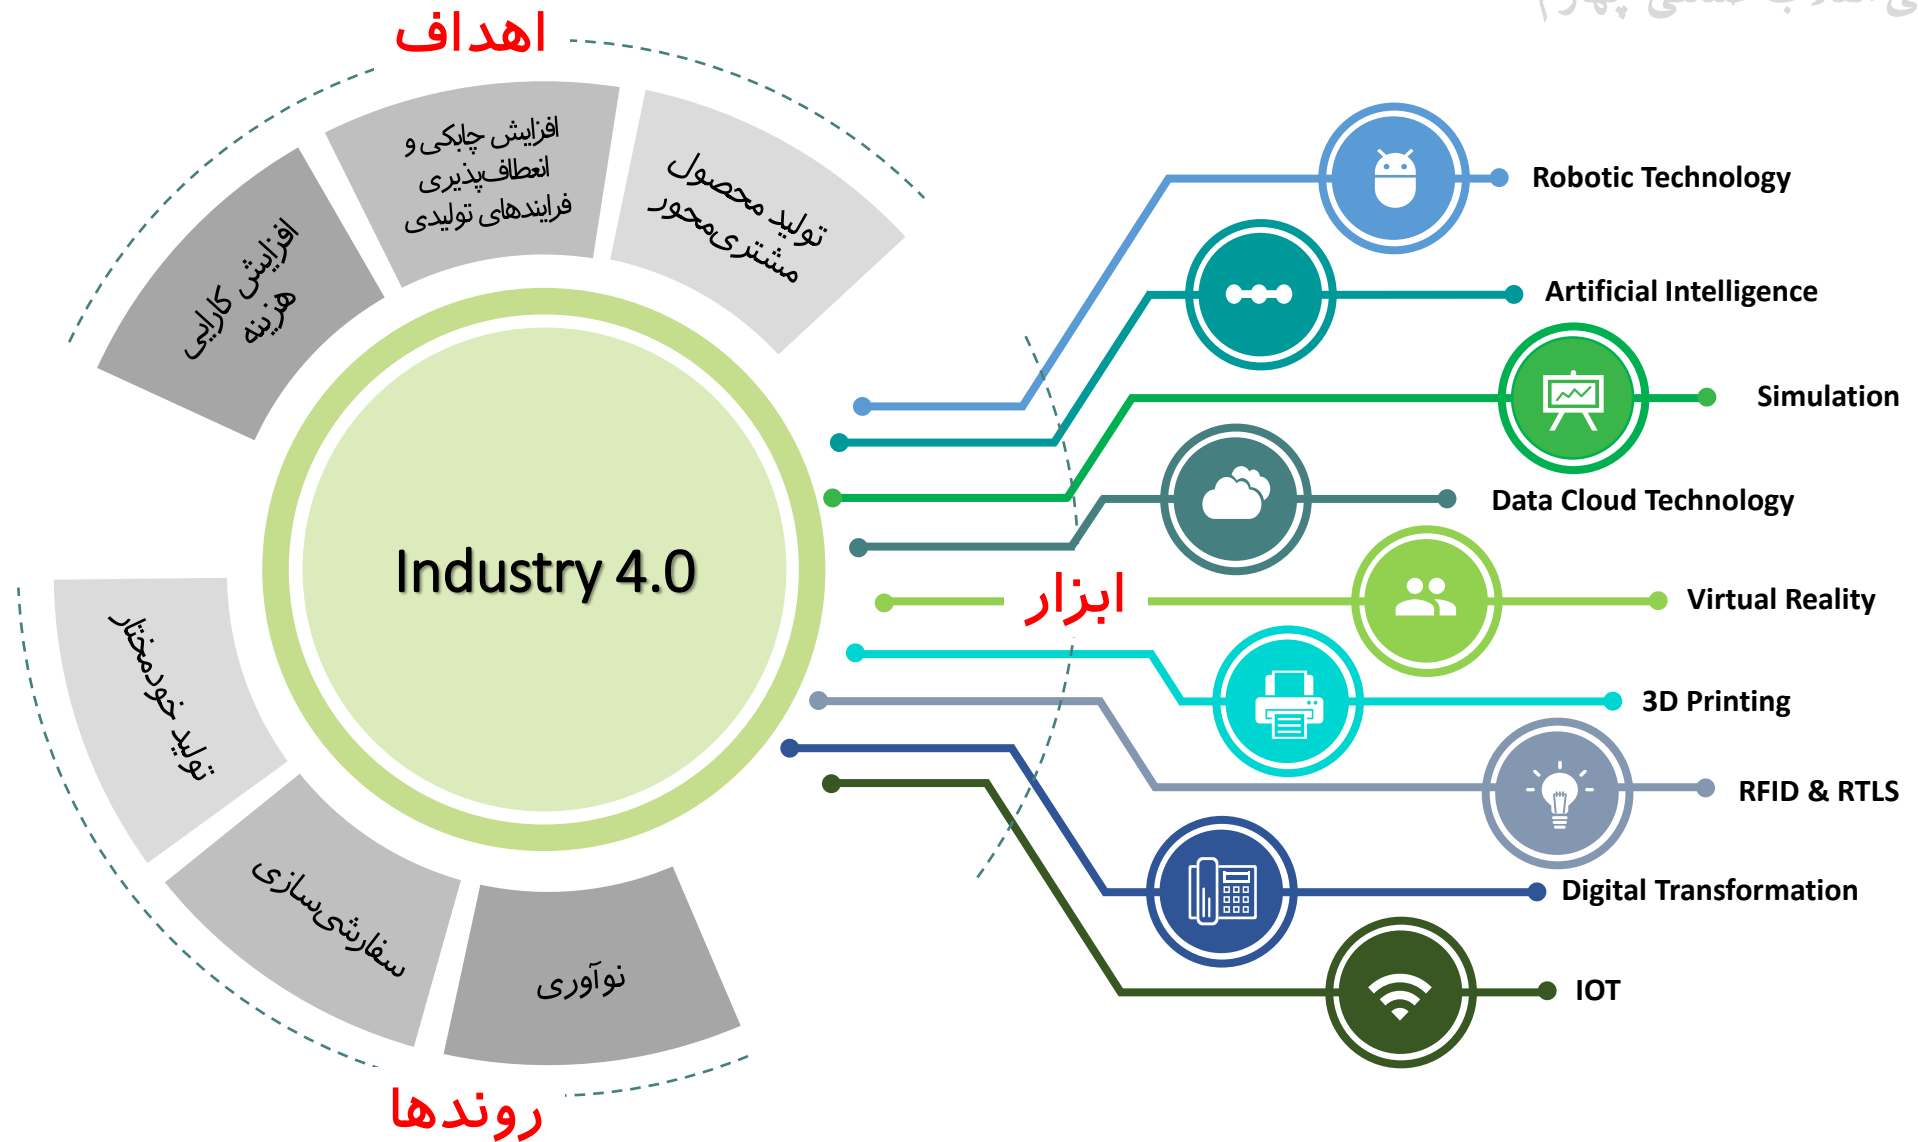 اهداف
افزایش کارایی
هزینه
افزایش چابکی و
انعطاف‌پذیری
فرایندهای تولیدی
تولید محصول
مشتری‌محور
Industry 4.0
ابزار
Robotic Technology
Artificial Intelligence
Simulation
Data Cloud Technology
Virtual Reality
3D Printing
RFID & RTLS
Digital Transformation
IOT
تولید خودمختار
سفارشی‌سازی
نوآوری
روندها